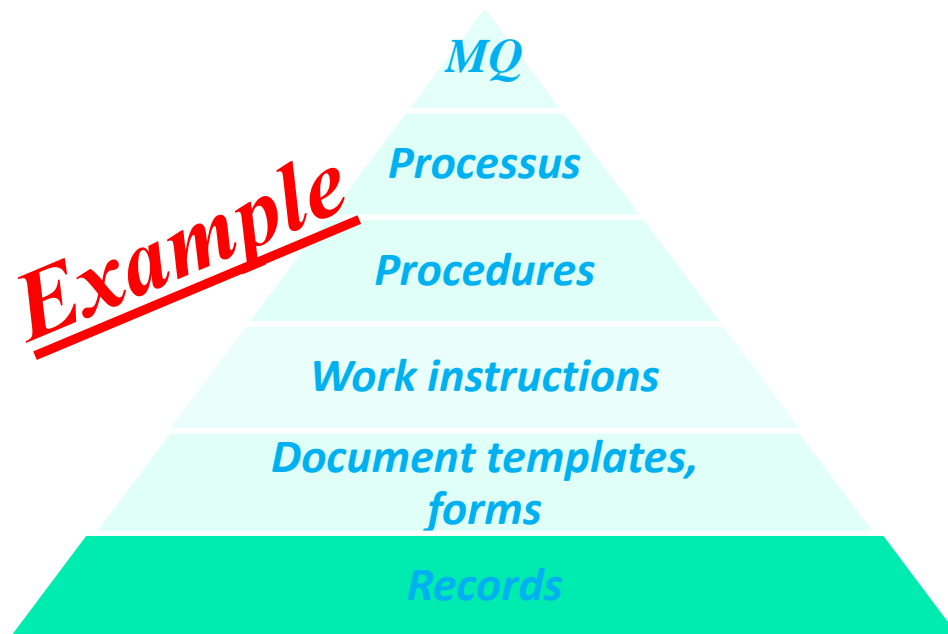 MQ
Processus
Example
Procedures
Work instructions
Document templates,
forms
Records